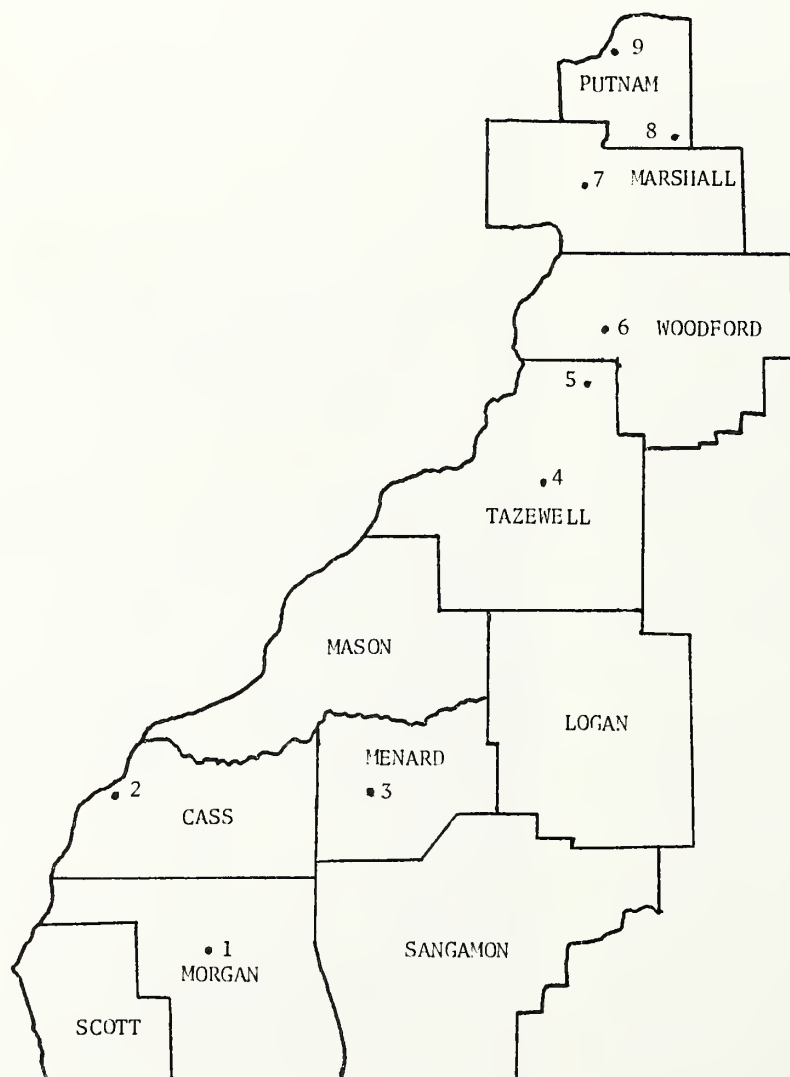 9
PUTNAM
8
7 MARSHALL
6 WOODFORD
5
4
TAZEWELL
MASON
LOGAN
MENARD
2
3
CASS
1
SANGAMON
MORGAN
SCOTT